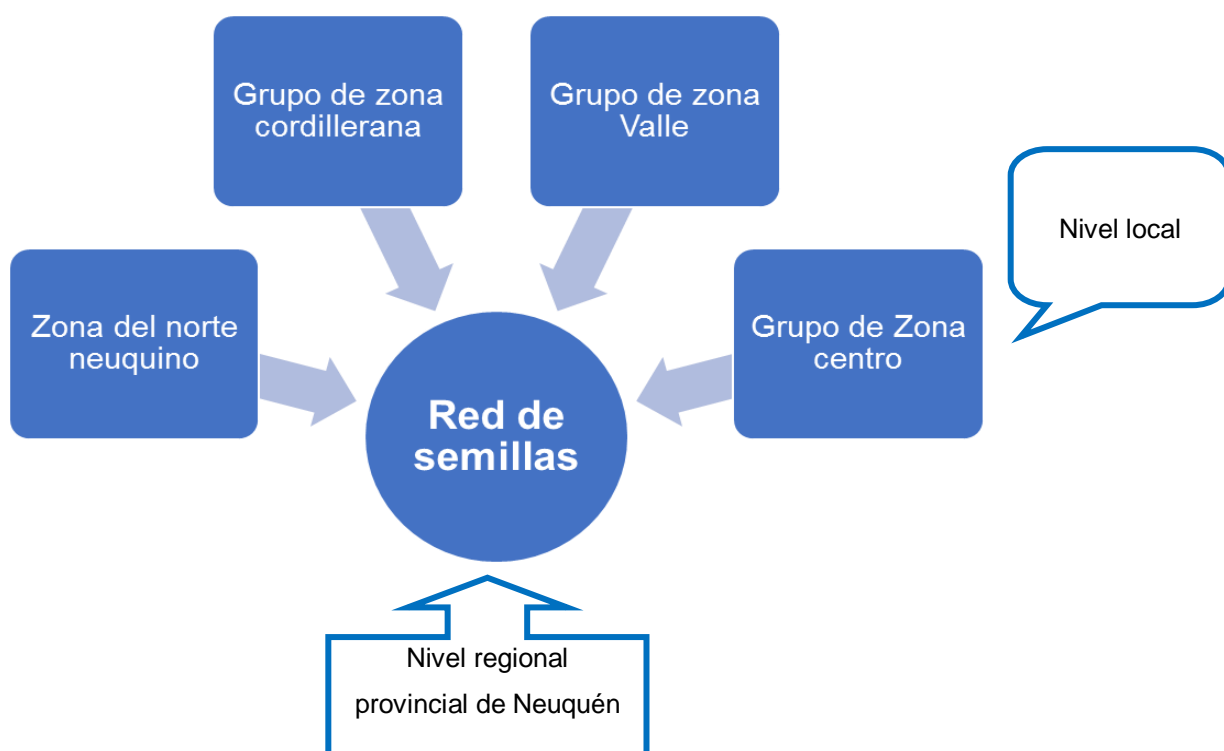 Grupo de zona
cordillerana
Grupo de zona
Valle
Nivel local
Zona del norte
neuquino
Grupo de Zona
centro
Red de
semillas
Nivel regional
provincial de Neuquén